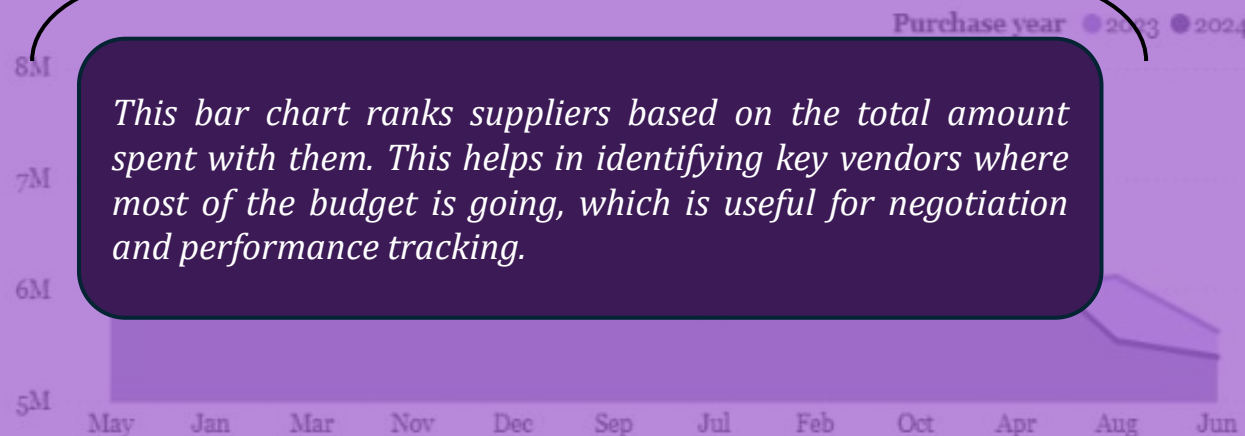 Purchase year 2023 2024
8M
This bar chart ranks suppliers based on the total amount
spent with them. This helps in identifying key vendors where
7M
most of the budget is going, which is useful for negotiation
and performance tracking.
6M
5M
May Jan Mar Nov Dec Sep Jul Feb Oct Apr Aug Jun